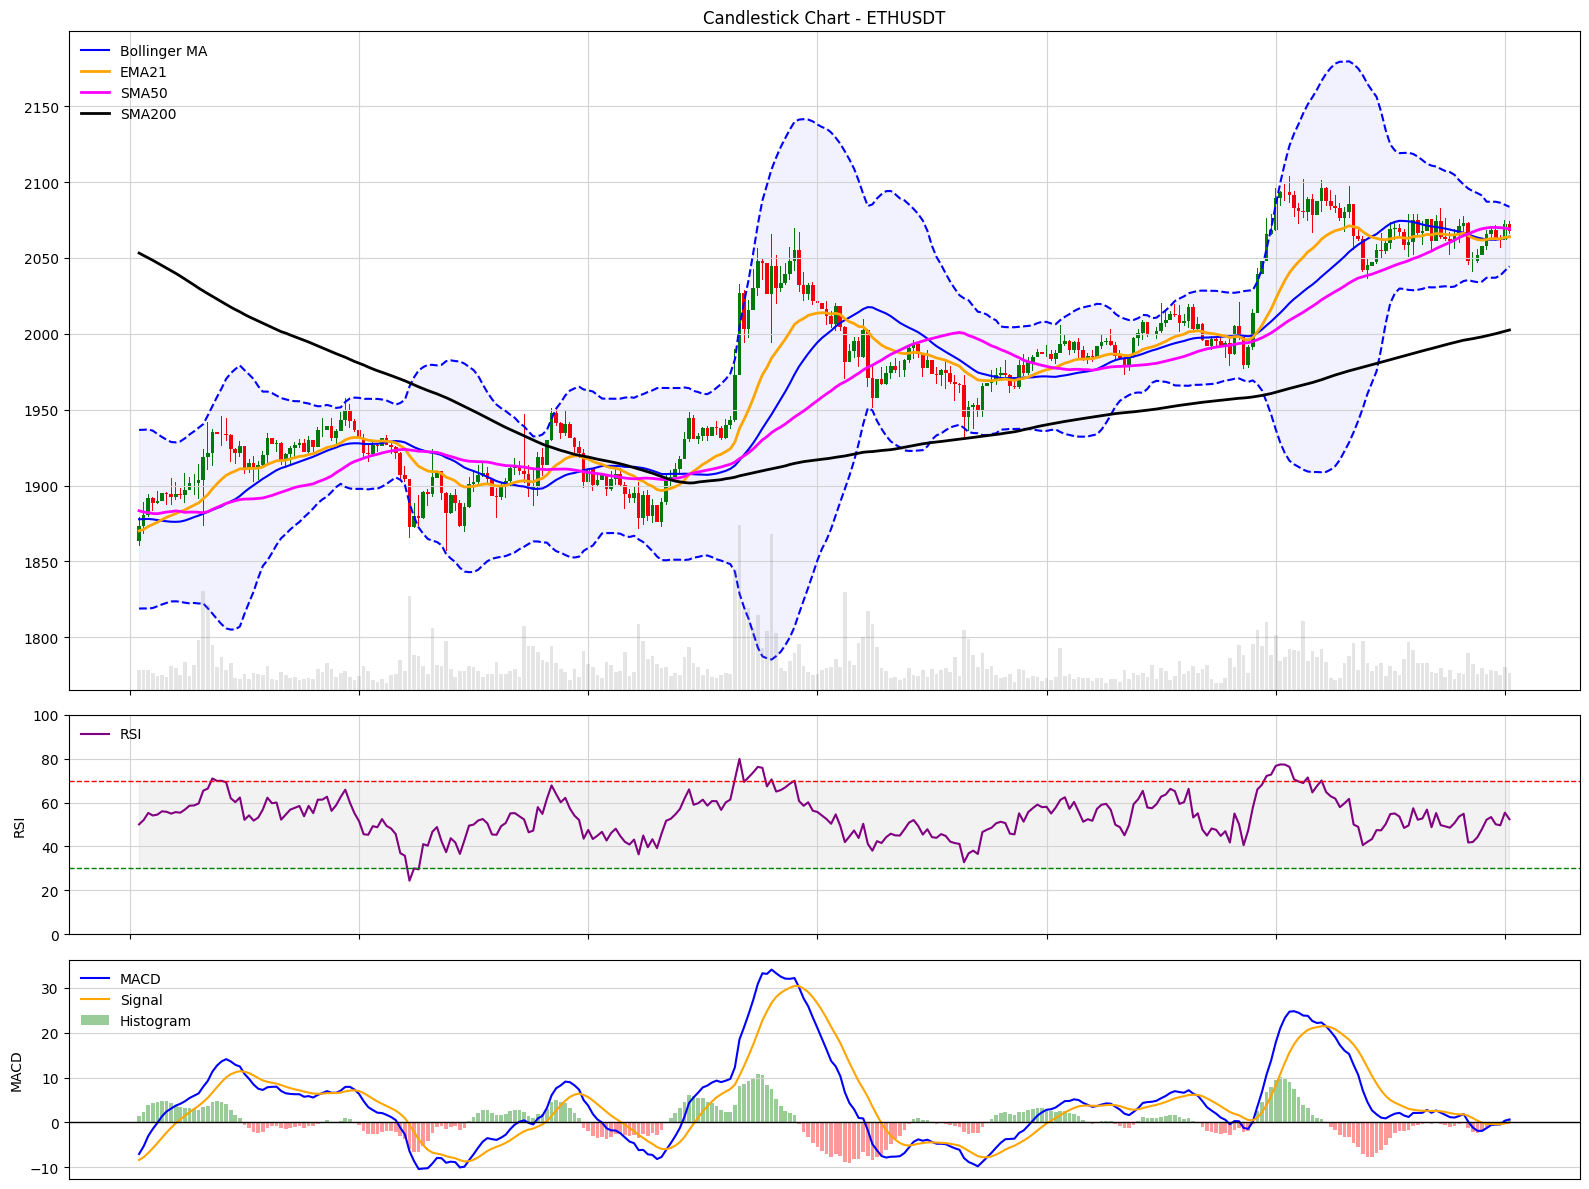 Candlestick Chart - ETHUSDT
Bollinger MA
EMA21
SMA50
SMA200
2150
2100
2050
2000
1950
1900
1850
1800
RSI
100
80
60
40
20
0
RSI
MACD
Signal
Histogram
30
20
10
0
−10
MACD